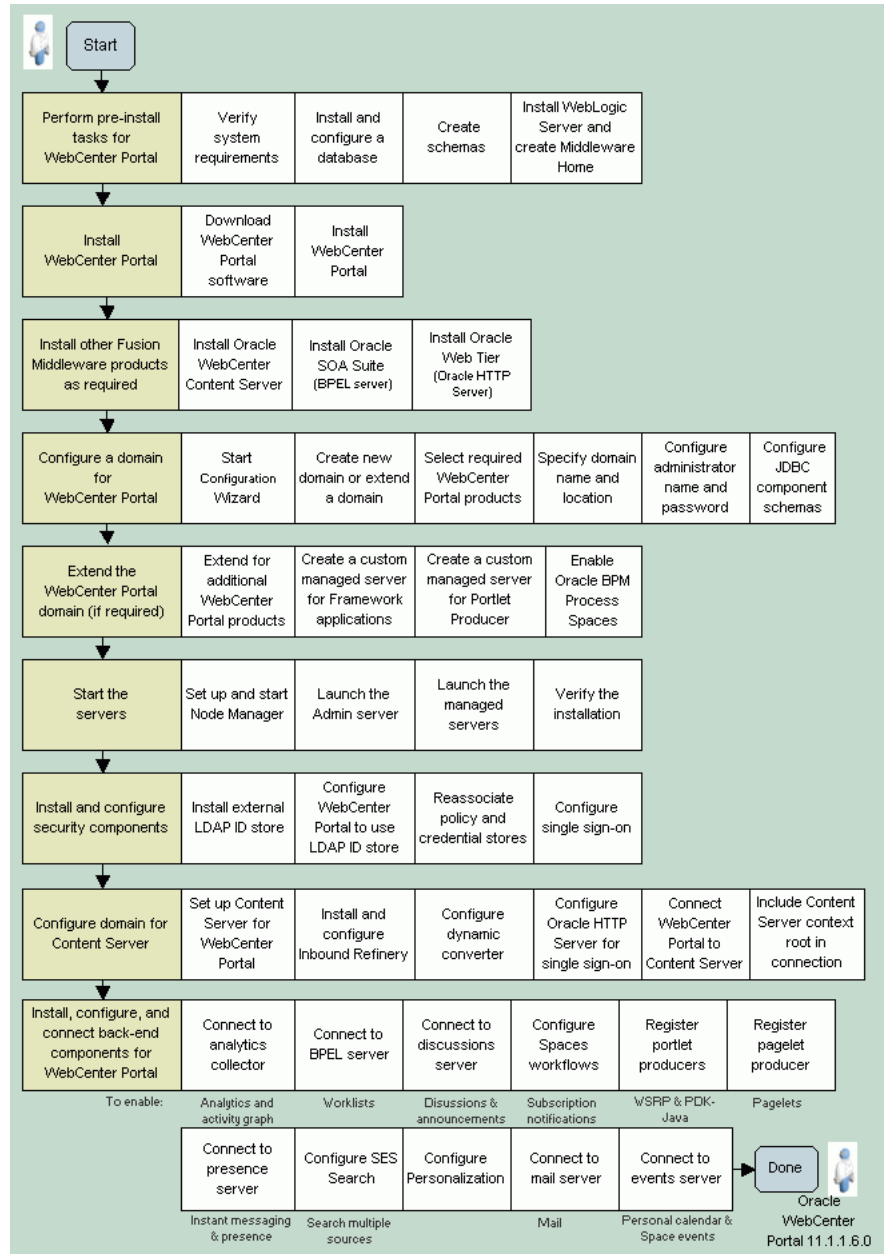 Start
Perform pre-install
tasks for
WebCenter Portal
Verify
system
requirements
Install and
configure a
database
Create
schemas
Install WebLogic
Server and
create Middleware
Home
Install
WebCenter Portal
Download
WebCenter
Portal
software
Install
WebCenter
Portal
Install other Fusion
Middleware products
as required
Install Oracle
WebCenter
Content Server
Install Oracle
SOA Suite
(BPEL server)
Install Oracle
Web Tier
(Oracle HTTP
Server)
Configure a domain
for
WebCenter Portal
Start
Configuration
Wizard
Create new
domain or extend
a domain
Select required
WebCenter
Portal products
Specify domain
name and
location
Configure
administrator
name and
password
Configure
JDBC
component
schemas
Extend the
WebCenter Portal
domain (if required)
Extend for
additional
WebCenter
Portal products
Create a custom
managed server
for Framework
applications
Create a custom
managed server
for Portlet
Producer
Enable
Oracle BPM
Process
Spaces
Start the
servers
Set up and start
Node Manager
Launch the
Admin server
Launch the
managed
servers
Verify the
installation
Install and configure
security components
Install external
LDAP ID store
Configure
WebCenter
Portal to use
LDAP ID store
Reassociate
policy and
credential stores
Configure
single sign-on
Configure domain for
Content Server
Set up Content
Server for
WebCenter
Portal
Install and
configure
Inbound Refinery
Configure
dynamic
converter
Configure
Oracle HTTP
Server for
single sign-on
Connect
WebCenter
Portal to
Content Server
Include Content
Server context
root in
connection
Install, configure, and
connect back-end
components for
WebCenter Portal
Connect to
analytics
collector
Connect to
BPEL server
Connect to
discussions
server
Configure
Spaces
workflows
Register
portlet
producers
Register
pagelet
producer
To enable:
Analytics and
activity graph
Worklists
Disussions &
announcements
Subscription
notifications
WSRP & PDK-
Java
Pagelets
Connect to
presence
server
Configure SES
Search
Configure
Personalization
Connect to
mail server
Connect to
events server
Done
Instant messaging
& presence
Search multiple
sources
Mail
Personal calendar &
Space events
Oracle
WebCenter
Portal 11.1.1.6.0